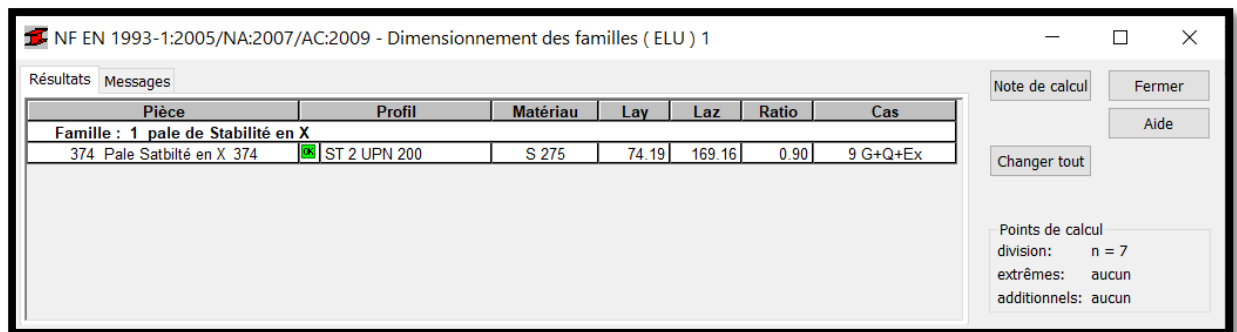 NF EN 1993-1:2005/NA:2007/AC:2009 - Dimensionnement des familles ( ELU ) 1
Résultats Messages
Pièce Profil Matériau Lay Laz Ratio Cas
Famille : 1 pale de Stabilité en X
374 Pale Satbilté en X 374 OK ST 2 UPN 200 S 275 74.19 169.16 0.90 9 G+Q+Ex
Note de calcul Fermer
Aide
Changer tout
Points de calcul
division: n = 7
extrêmes: aucun
additionnels: aucun